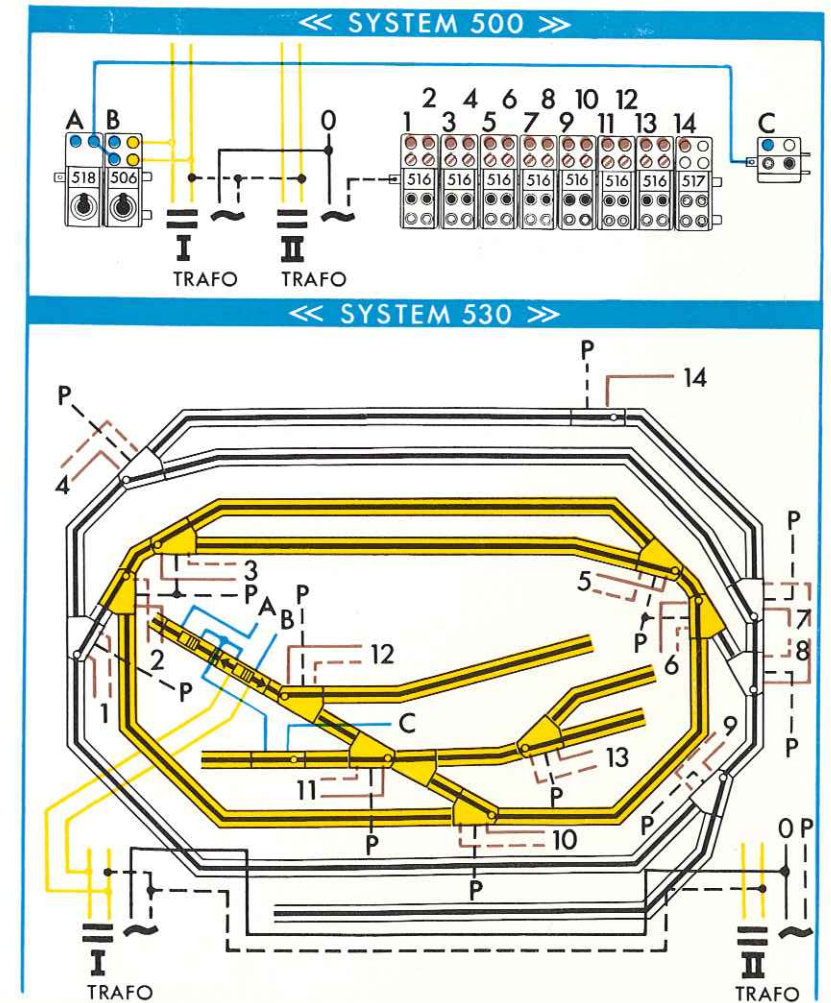 ≪ SYSTEM 500 ≫
2 4 6 8 10 12
A B 0 1 3 5 7 9 11 13 14 C
518 506 516 516 516 516 516 516 516 517
I II
TRAFO TRAFO
≪ SYSTEM 530 ≫
P
14
P
4
P
3
5
P A P
B
7
2 12 P 6
8
1 P
C
9
13
11
P P
P
10
P
0 P
I II
TRAFO TRAFO